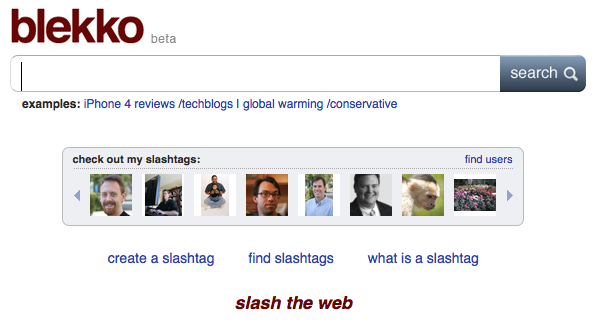 blekko beta
search
examples: iPhone 4 reviews /techblogs | global warming /conservative
check out my slashtags: find users
create a slashtag find slashtags what is a slashtag
slash the web